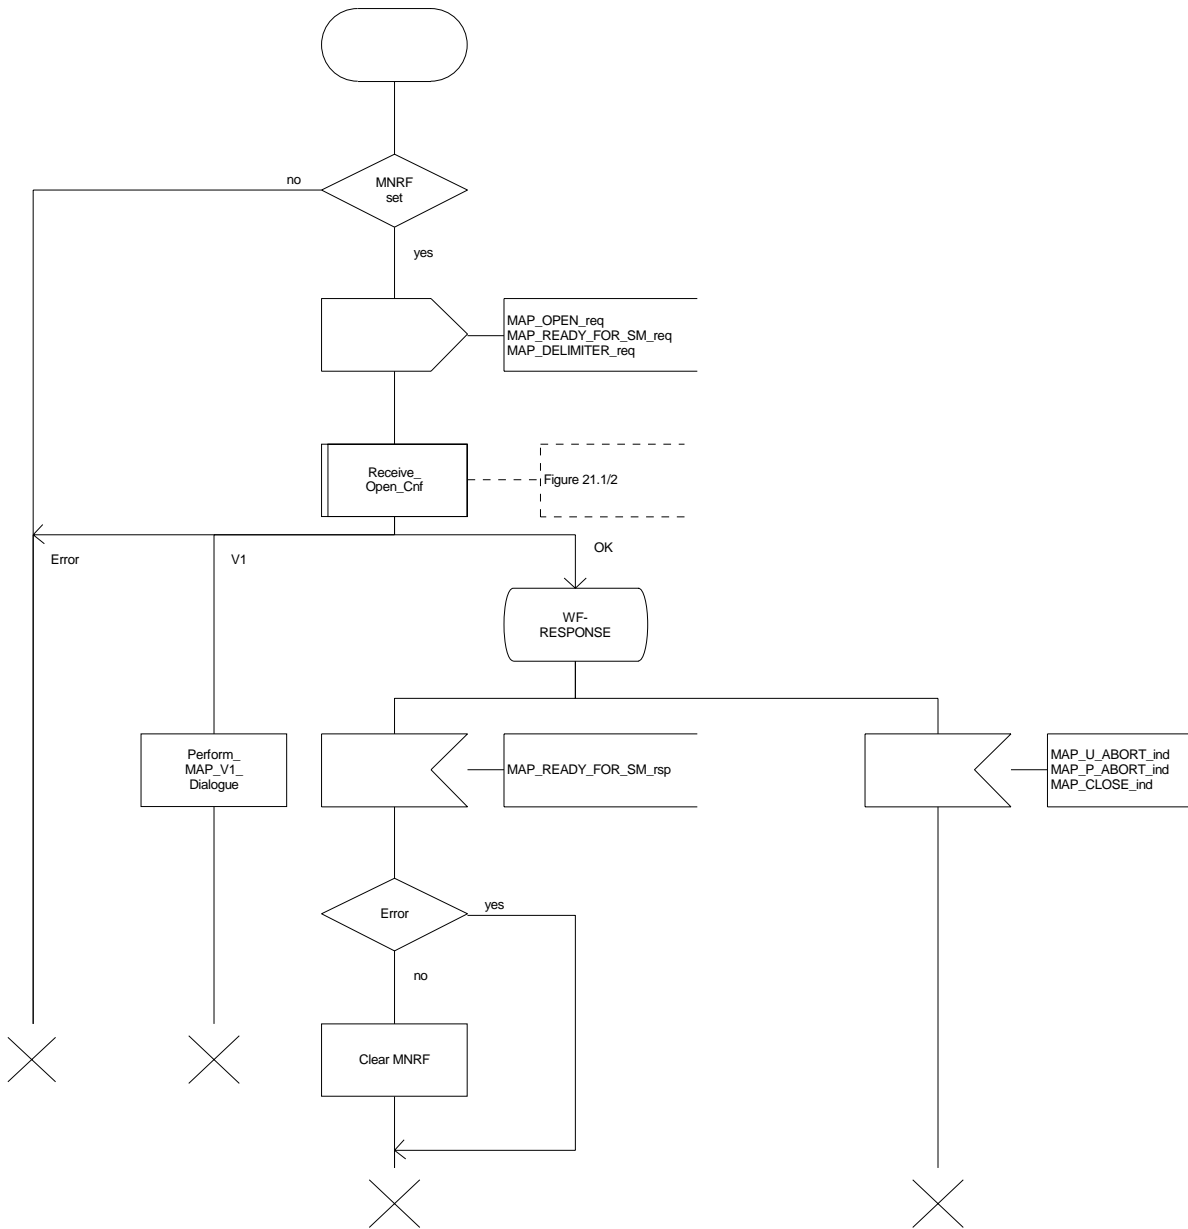 MNRF
set
no
yes
MAP_OPEN_req
MAP_READY_FOR_SM_req
MAP_DELIMITER_req
Receive_
Open_Cnf
Figure 21.1/2
Error
V1
OK
WF-
RESPONSE
Perform_
MAP_V1_
Dialogue
MAP_READY_FOR_SM_rsp
MAP_U_ABORT_ind
MAP_P_ABORT_ind
MAP_CLOSE_ind
Error
yes
no
Clear MNRF